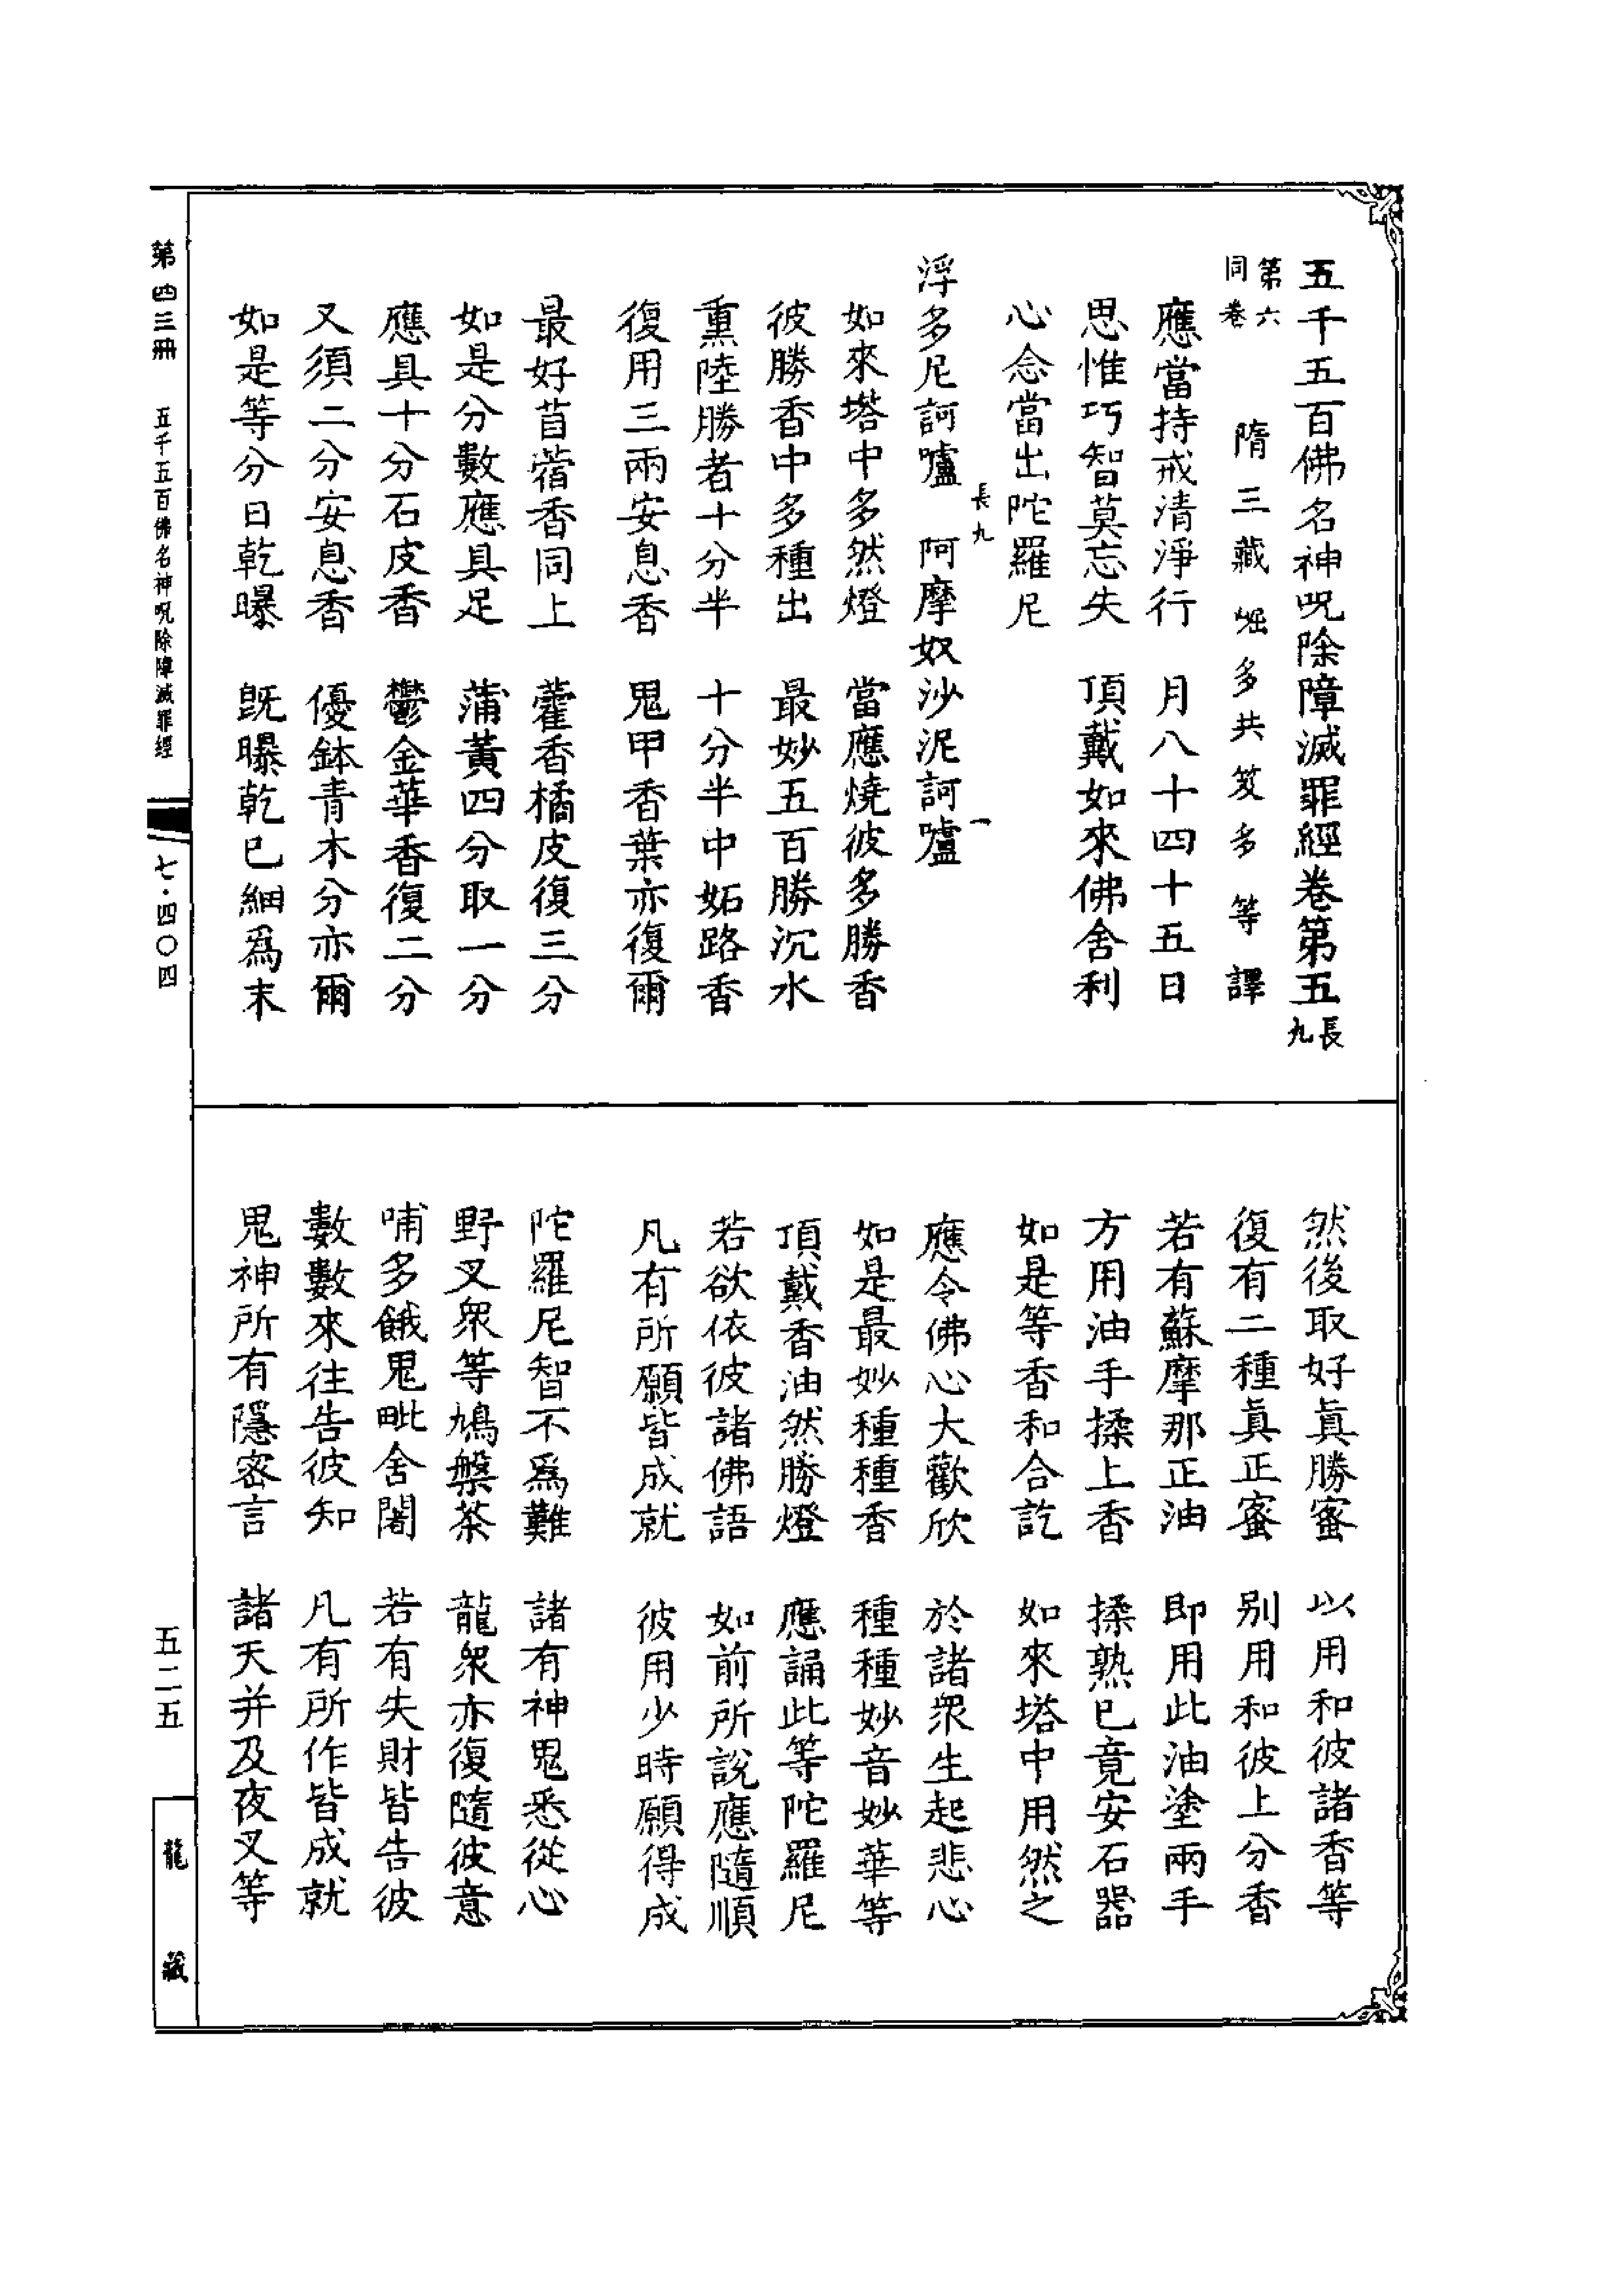 五千五百佛名神呪除障滅罪經卷第五 長九
第六同卷 隋三藏崛多共笈多等譯
應當持戒清淨行 月八十四十五日
思惟巧智莫忘失 頂戴如來佛舍利
心念當出陀羅尼
長九
浮多尼訶嚧 阿摩奴沙泥訶嚧 一
如來塔中多然燈 當應燒彼多勝香
彼勝香中多種出 最妙五百勝沉水
熏陸勝者十分半 十分半中妬路香
復用三兩安息香 鬼甲香葉亦復爾
最好苜蓿香同上 藿香橘皮復三分
如是分數應具足 蒲黃四分取一分
應具十分石皮香 鬱金華香復二分
又須二分安息香 優鉢青木分亦爾
如是等分日乾曝 既曝乾已細爲末
然後取好眞勝蜜 以用和彼諸香等
復有二種眞正蜜 別用和彼上分香
若有蘇摩那正油 即用此油塗兩手
方用油手揉上香 揉熟已竟安石器
如是等香和合訖 如來塔中用然之
應令佛心大歡欣 於諸衆生起悲心
如是最妙種種香 種種妙音妙華等
頂戴香油然勝燈 應誦此等陀羅尼
若欲依彼諸佛語 如前所說應隨順
凡有所願皆成就 彼用少時願得成
陀羅尼智不爲難 諸有神鬼悉從心
野叉衆等鳩槃茶 龍衆亦復隨彼意
哺多餓鬼毗舍闍 若有失財皆告彼
數數來往告彼知 凡有所作皆成就
鬼神所有隱密言 諸天并及夜叉等
第四三冊 五千五百佛名神呪除障滅罪經 七·四〇四
五二五
龍藏